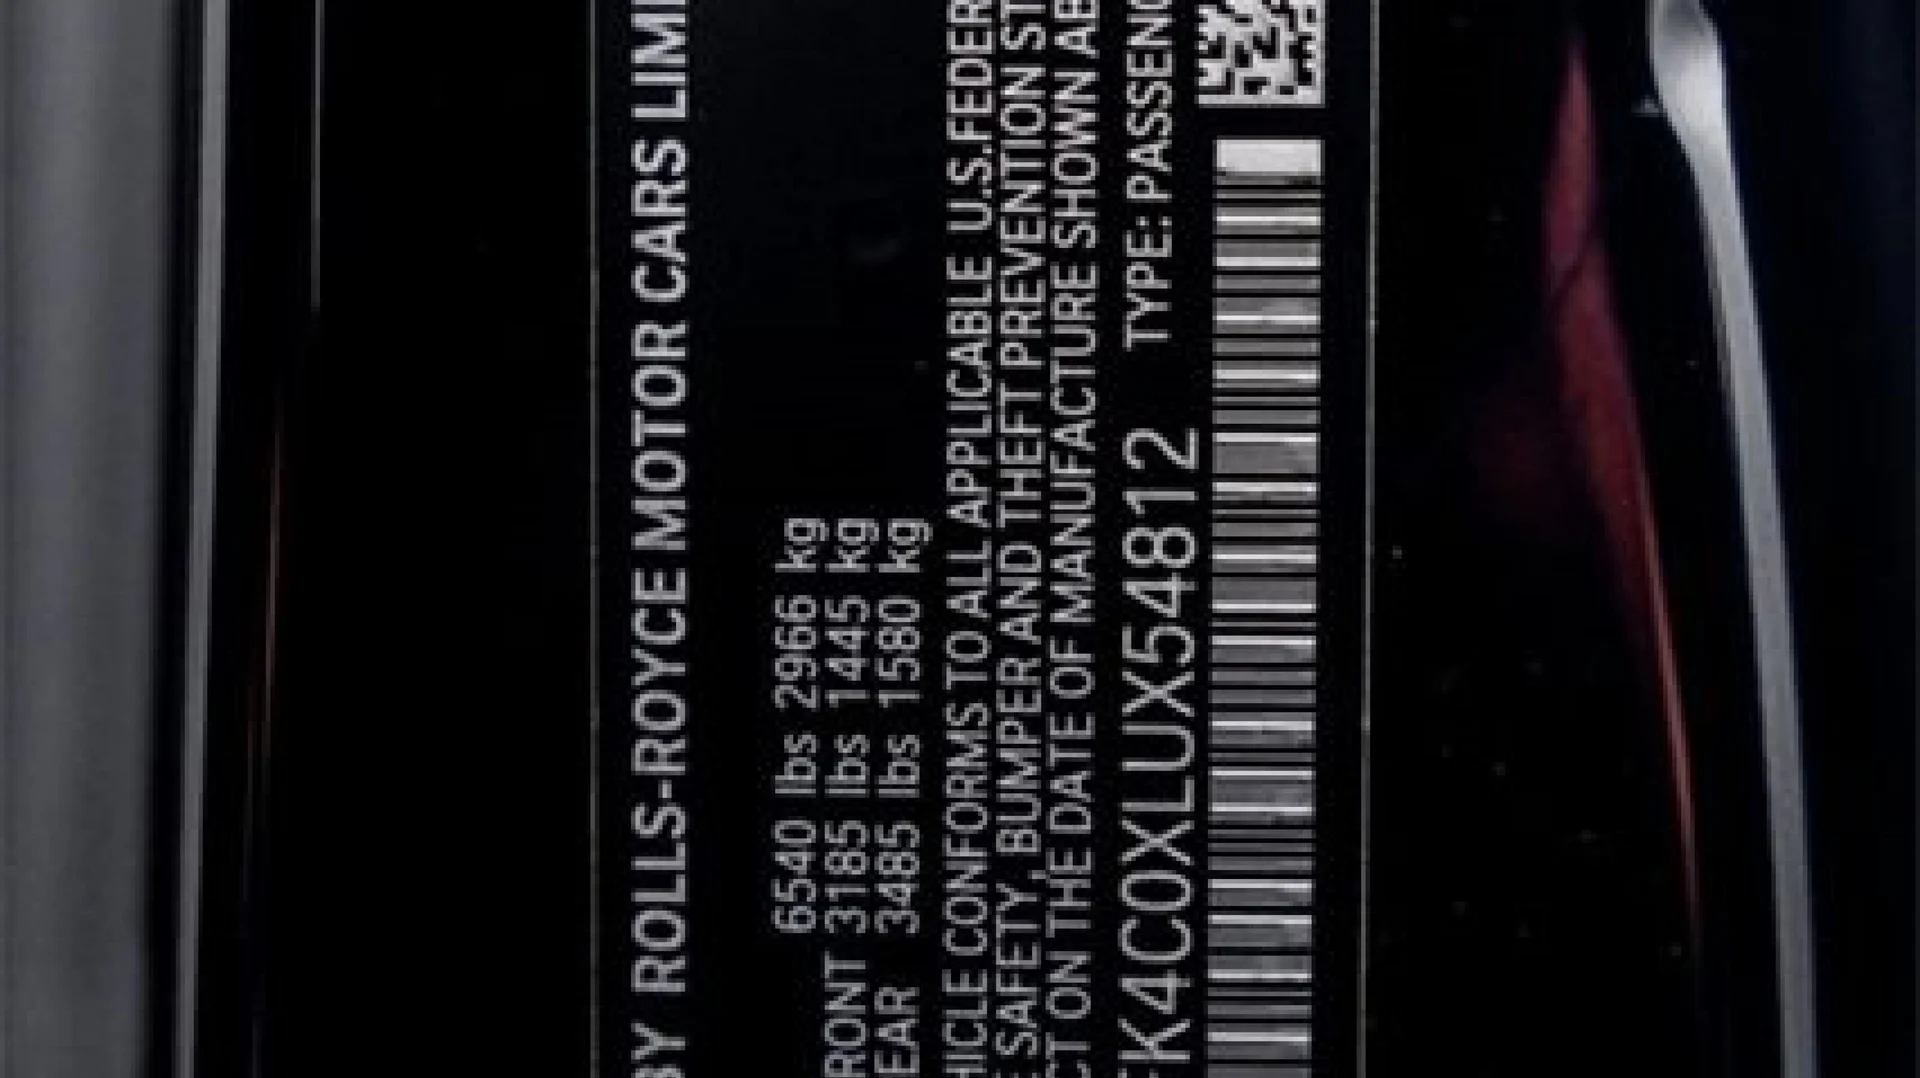 BY ROLLS-ROYCE MOTOR CARS LIMI
6540 lbs 2966 kg
RONT 3185 lbs 1445 kg
EAR 3485 lbs 1580 kg
HICLE CONFORMS TO ALL APPLICABLE U.S.FEDER
SAFETY, BUMPER AND THEFT PREVENTION ST
CT ON THE DATE OF MANUFACTURE SHOWN AB
K4C0XLUX54812 TYPE: PASSENG